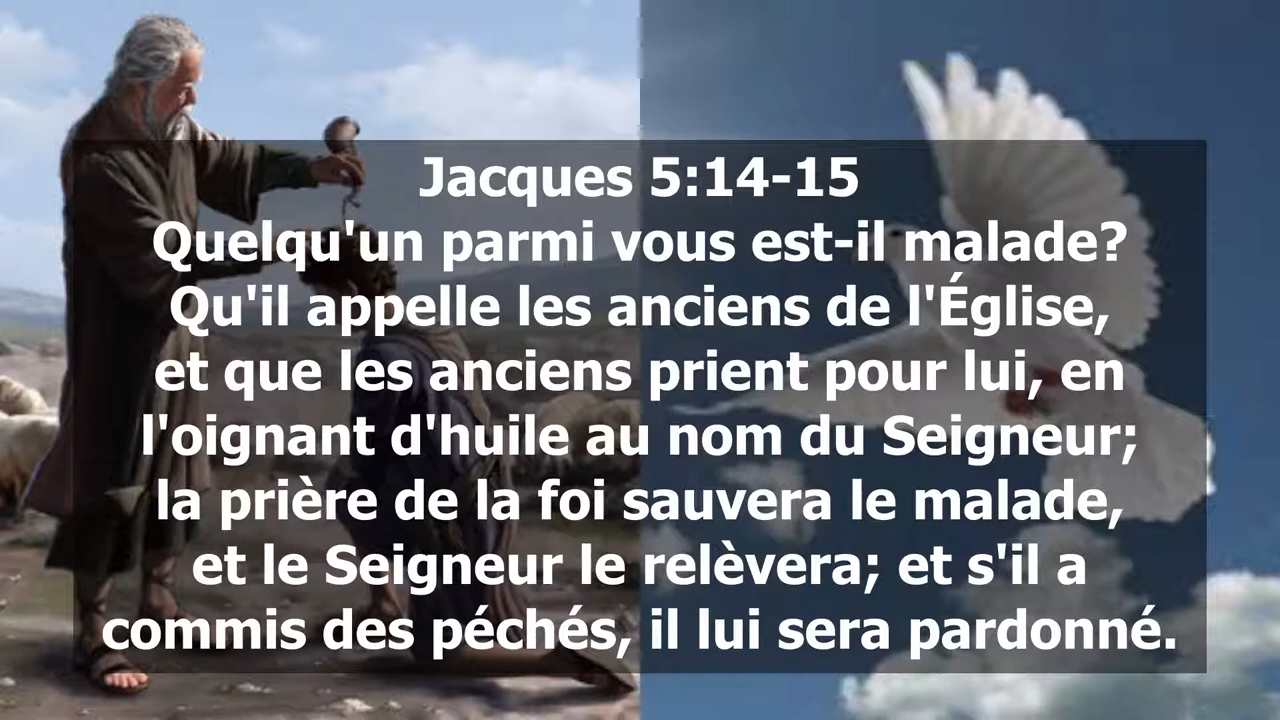 Jacques 5:14-15
Quelqu'un parmi vous est-il malade?
Qu'il appelle les anciens de l'Église,
et que les anciens prient pour lui, en
l'oignant d'huile au nom du Seigneur;
la prière de la foi sauvera le malade,
et le Seigneur le relèvera; et s'il a
commis des péchés, il lui sera pardonné.